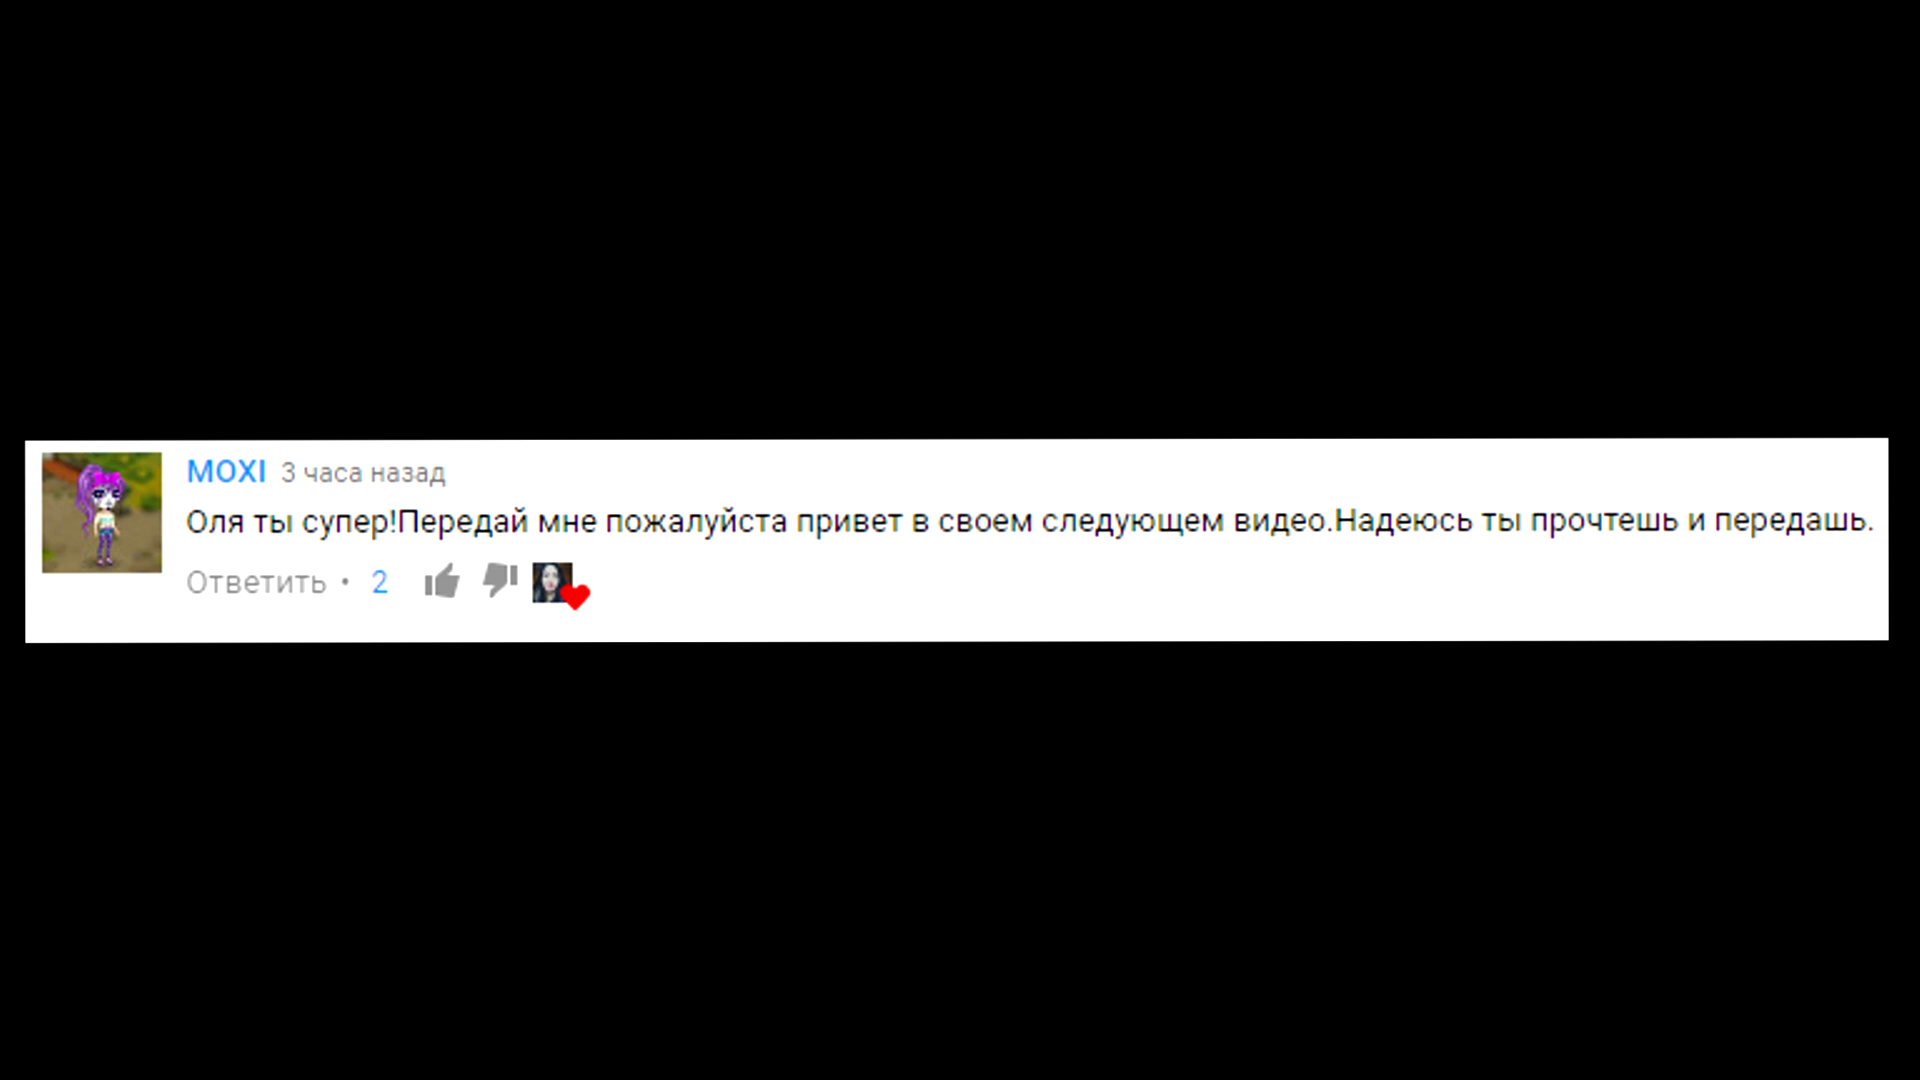 MOXI 3 часа назад
Оля ты супер!Передай мне пожалуйста привет в своем следующем видео.Надеюсь ты прочтешь и передашь.
Ответить • 2